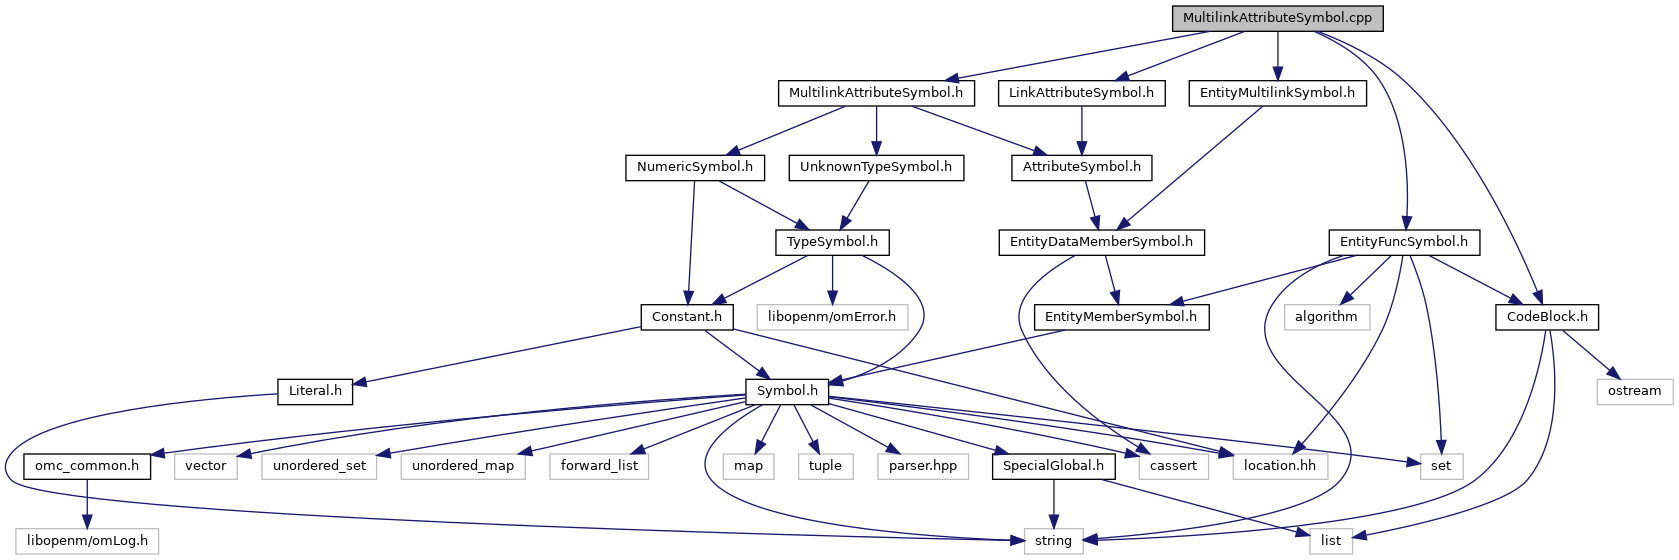 MultilinkAttributeSymbol.cpp
MultilinkAttributeSymbol.h
LinkAttributeSymbol.h
EntityMultilinkSymbol.h
NumericSymbol.h
UnknownTypeSymbol.h
AttributeSymbol.h
TypeSymbol.h
EntityDataMemberSymbol.h
EntityFuncSymbol.h
Constant.h
libopenm/omError.h
EntityMemberSymbol.h
algorithm
CodeBlock.h
Literal.h
Symbol.h
ostream
omc_common.h
vector
unordered_set
unordered_map
forward_list
map
tuple
parser.hpp
SpecialGlobal.h
cassert
location.hh
set
libopenm/omLog.h
string
list